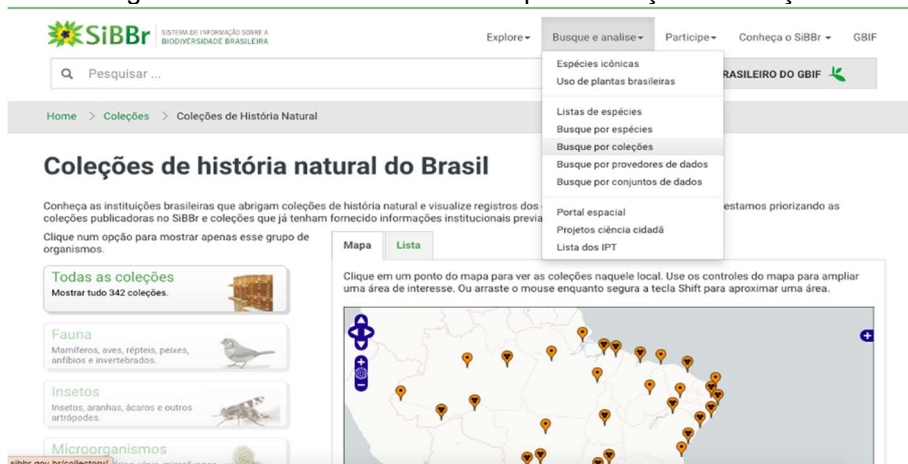 SiBBr SISTEMA DE INFORMAÇÃO SOBRE A
BIODIVERSIDADE BRASILEIRA
Explore Busque e analise Participe Conheça o SiBBr GBIF
Pesquisar ...
RASILEIRO DO GBIF
Espécies icônicas
Uso de plantas brasileiras
Listas de espécies
Busque por espécies
Busque por coleções
Busque por provedores de dados
Busque por conjuntos de dados
Portal espacial
Projetos ciência cidadã
Lista dos IPT
Home > Coleções > Coleções de História Natural
Coleções de história natural do Brasil
Conheça as instituições brasileiras que abrigam coleções de história natural e visualize registros dos estamos priorizando as
coleções publicadoras no SiBBr e coleções que já tenham fornecido informações institucionais previa
Clique num opção para mostrar apenas esse grupo de
organismos.
Mapa Lista
Todas as coleções
Mostrar tudo 342 coleções.
Clique em um ponto do mapa para ver as coleções naquele local. Use os controles do mapa para ampliar
uma área de interesse. Ou arraste o mouse enquanto segura a tecla Shift para aproximar uma área.
Fauna
Mamíferos, aves, répteis, peixes,
anfíbios e invertebrados.
Insetos
Insetos, aranhas, ácaros e outros
artrópodes.
Microorganismos
sibbr.gov.br/collectory/